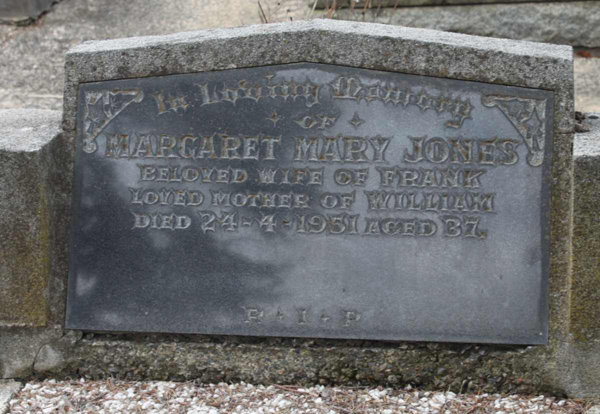 In Loving Memory
OF
MARGARET MARY JONES
BELOVED WIFE OF FRANK
LOVED MOTHER OF WILLIAM
DIED 24-4-1951 AGED 37.
R·I·P